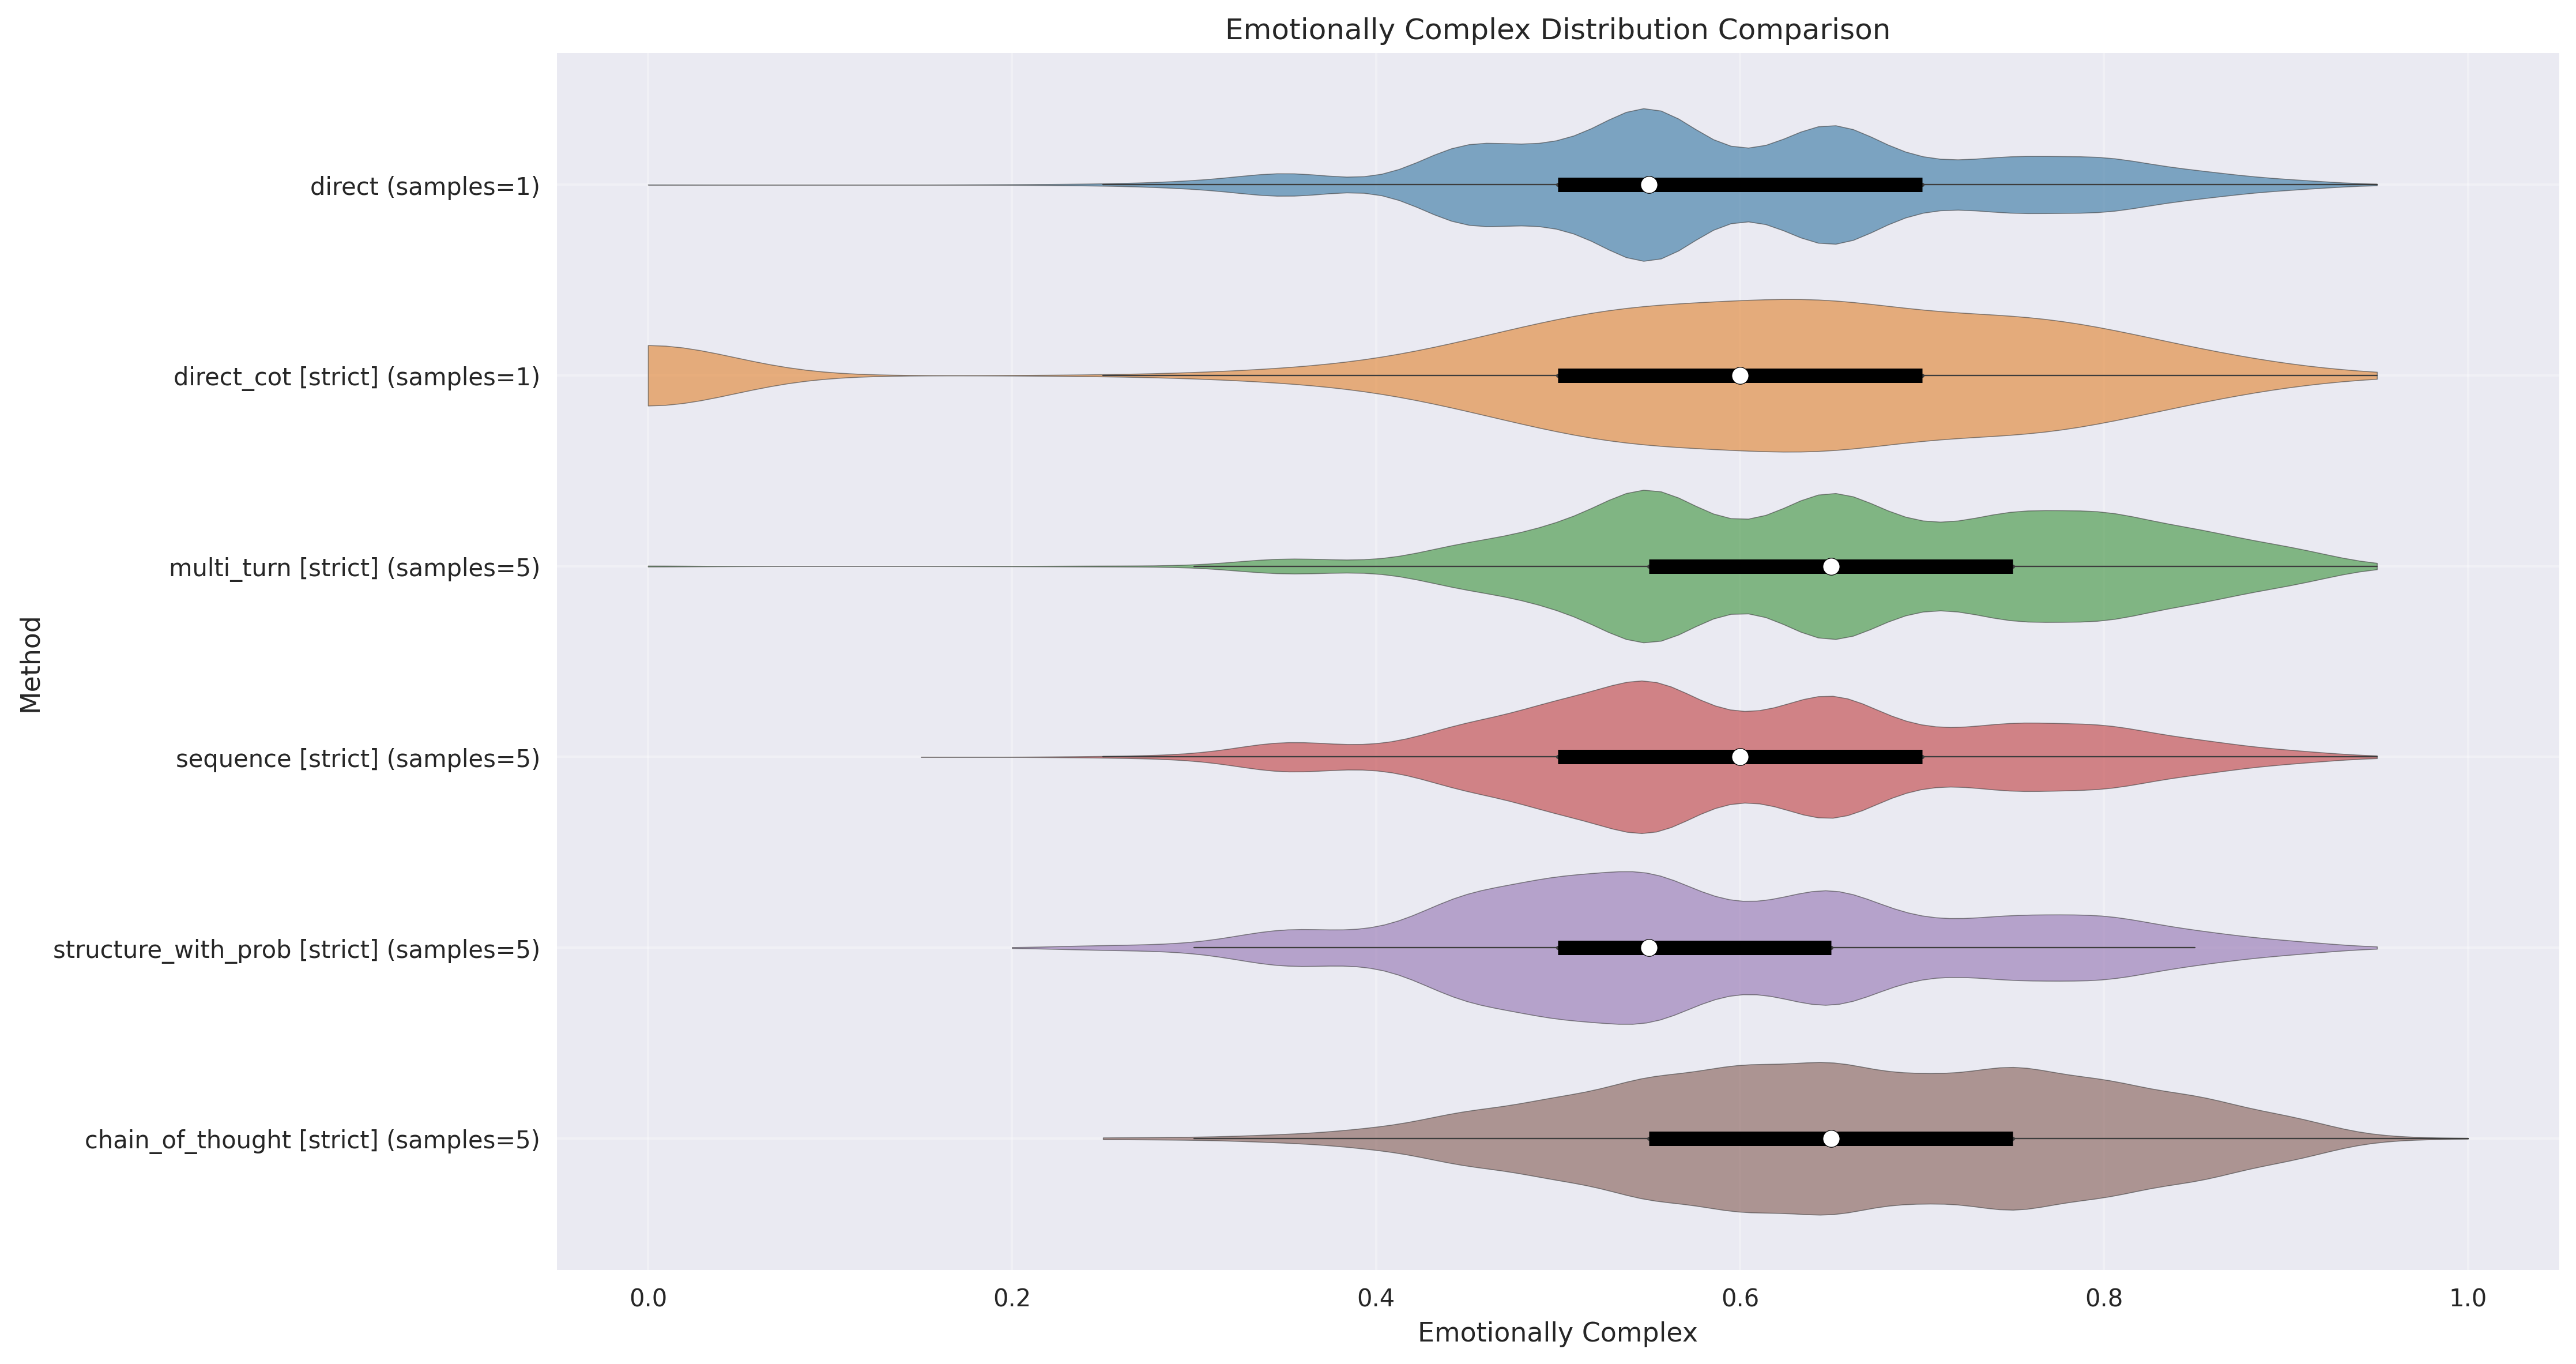 Emotionally Complex Distribution Comparison
Method
direct (samples=1)
direct_cot [strict] (samples=1)
multi_turn [strict] (samples=5)
sequence [strict] (samples=5)
structure_with_prob [strict] (samples=5)
chain_of_thought [strict] (samples=5)
0.0 0.2 0.4 0.6 0.8 1.0
Emotionally Complex